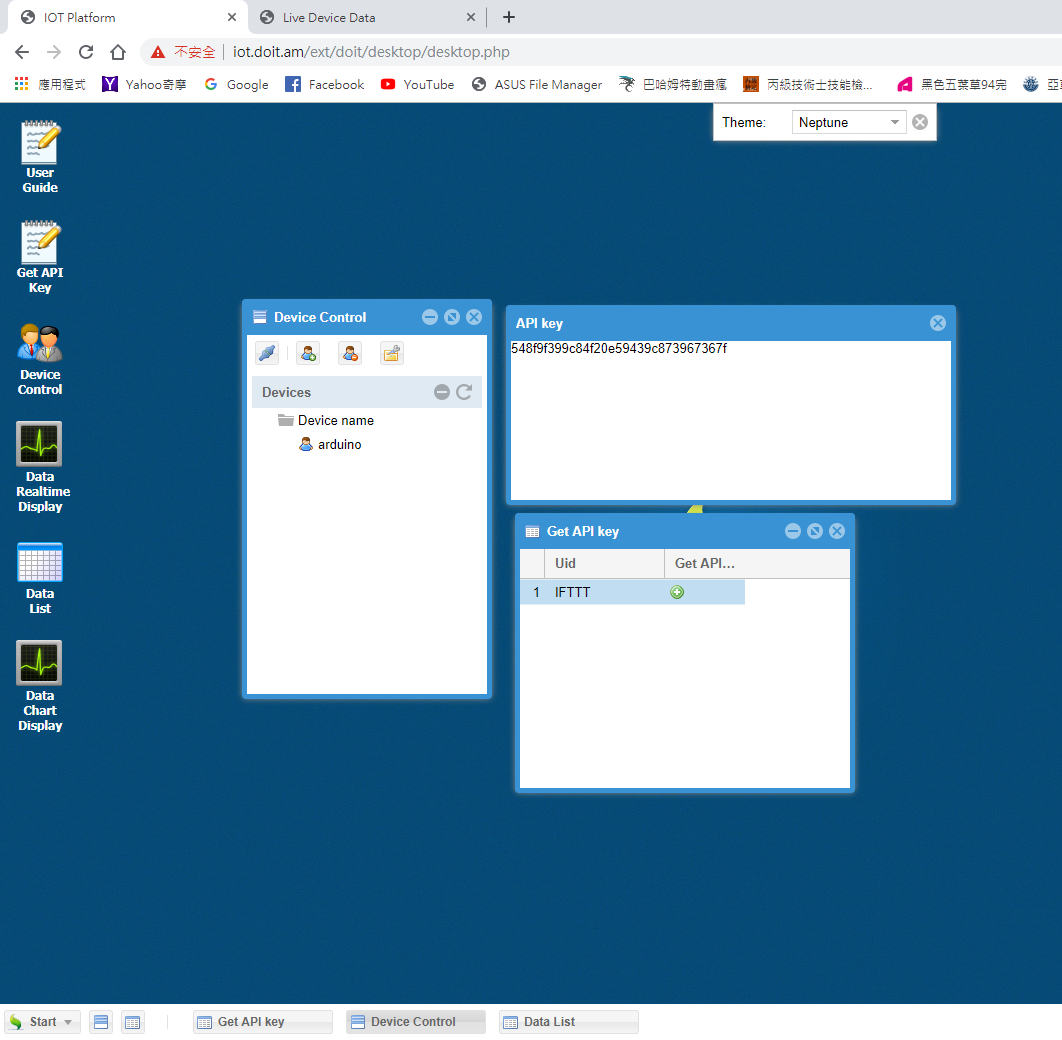 IOT Platform
Live Device Data
不安全
iot.doit.am/ext/doit/desktop/desktop.php
應用程式
Yahoo奇摩
Google
Facebook
YouTube
ASUS File Manager
巴哈姆特動畫瘋
丙級技術士技能檢...
黑色五葉草94完
Theme:
Neptune
User
Guide
Get API
Key
Device
Control
Data
Realtime
Display
Data
List
Data
Chart
Display
Device Control
Devices
Device name
arduino
API key
548f9f399c84f20e59439c873967367f
Get API key
Uid
Get API...
1
IFTTT
Start
Get API key
Device Control
Data List